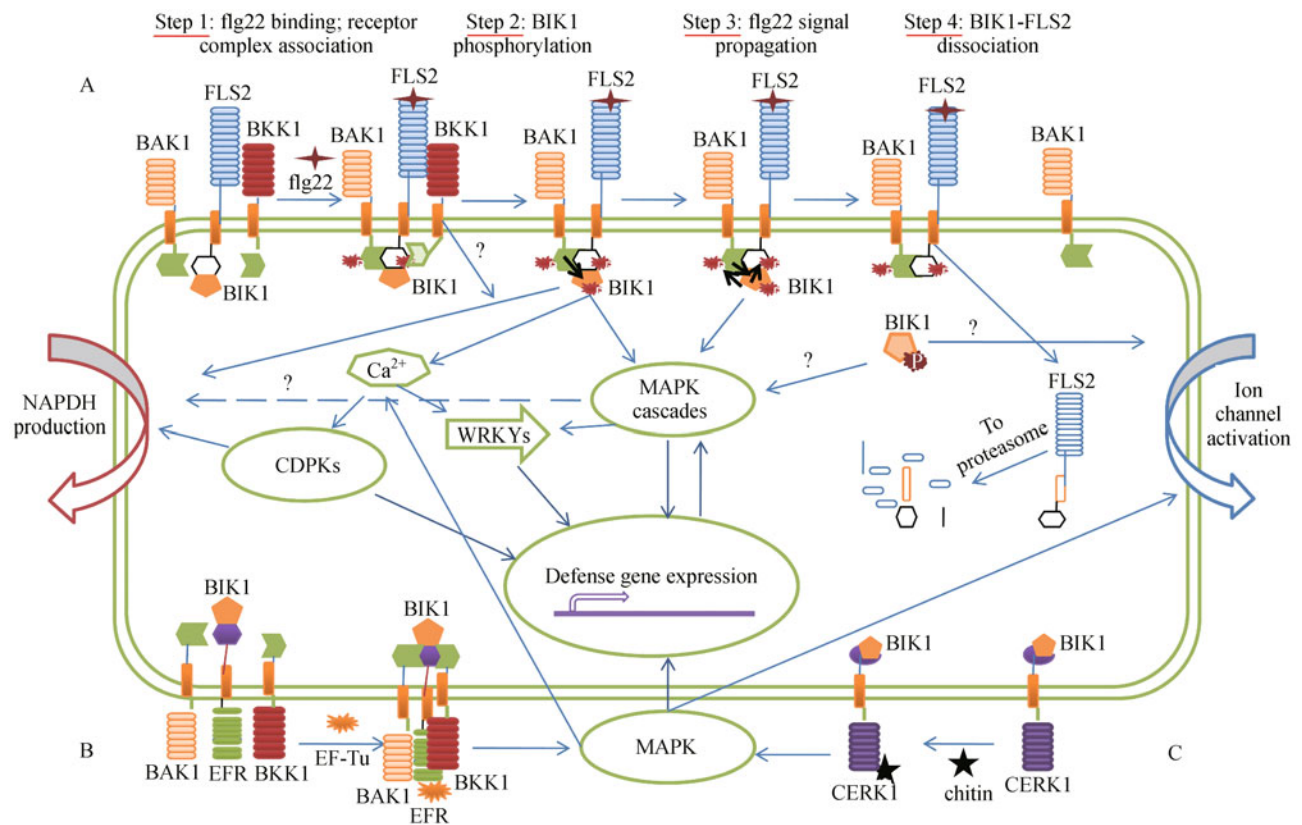 Step 1: flg22 binding; receptor
complex association
Step 2: BIK1
phosphorylation
Step 3: flg22 signal
propagation
Step 4: BIK1-FLS2
dissociation
A
FLS2
BAK1
BKK1
flg22
BIK1
FLS2
BAK1
BKK1
BIK1
?
FLS2
BAK1
BIK1
FLS2
BAK1
BIK1
FLS2
BAK1
BAK1
BIK1
P
?
?
NAPDH
production
Ca2+
?
MAPK
cascades
WRKYs
CDPKs
FLS2
To
proteasome
Ion
channel
activation
Defense gene expression
BIK1
BIK1
BIK1
BIK1
B
BAK1
EFR
BKK1
EF-Tu
BAK1
EFR
BKK1
MAPK
CERK1
chitin
CERK1
C